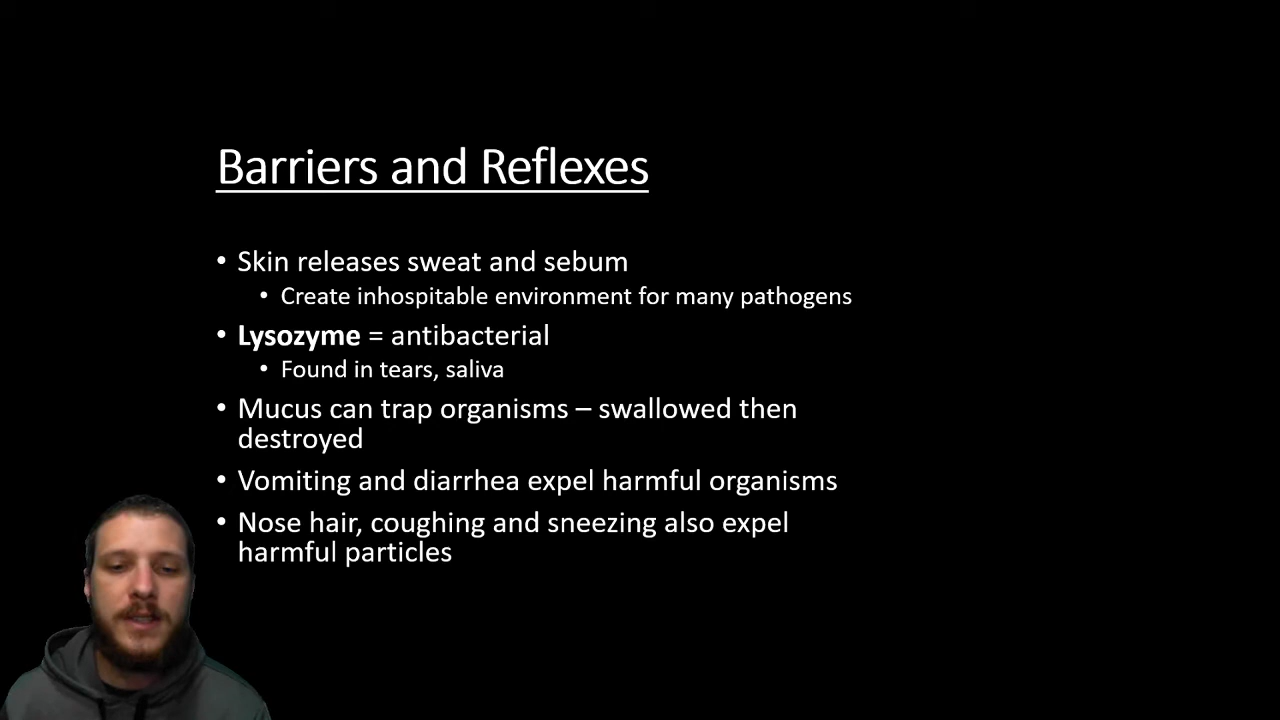 Barriers and Reflexes
• Skin releases sweat and sebum
• Create inhospitable environment for many pathogens
• Lysozyme = antibacterial
• Found in tears, saliva
• Mucus can trap organisms – swallowed then
destroyed
• Vomiting and diarrhea expel harmful organisms
• Nose hair, coughing and sneezing also expel
harmful particles